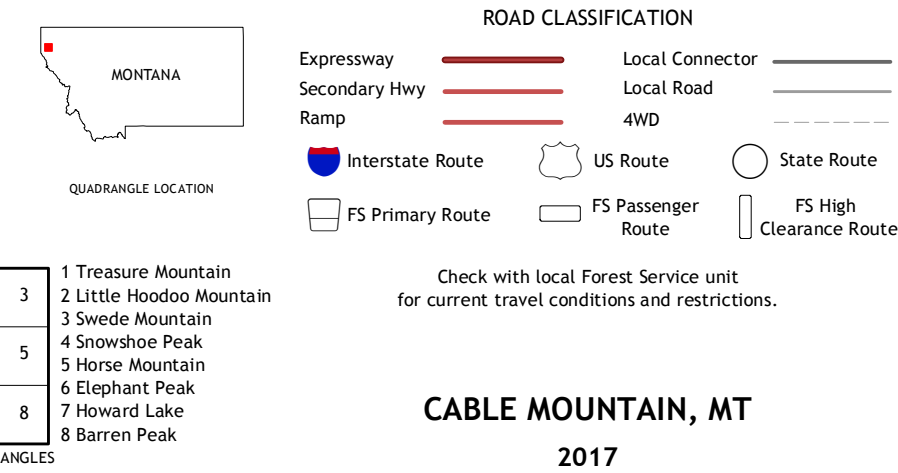 ROAD CLASSIFICATION
Expressway
Local Connector
Secondary Hwy
Local Road
Ramp
4WD
MONTANA
QUADRANGLE LOCATION
Interstate Route
US Route
State Route
FS Primary Route
FS Passenger
Route
FS High
Clearance Route
Check with local Forest Service unit
for current travel conditions and restrictions.
3
5
8
1 Treasure Mountain
2 Little Hoodoo Mountain
3 Swede Mountain
4 Snowshoe Peak
5 Horse Mountain
6 Elephant Peak
7 Howard Lake
8 Barren Peak
ANGLES
CABLE MOUNTAIN, MT
2017